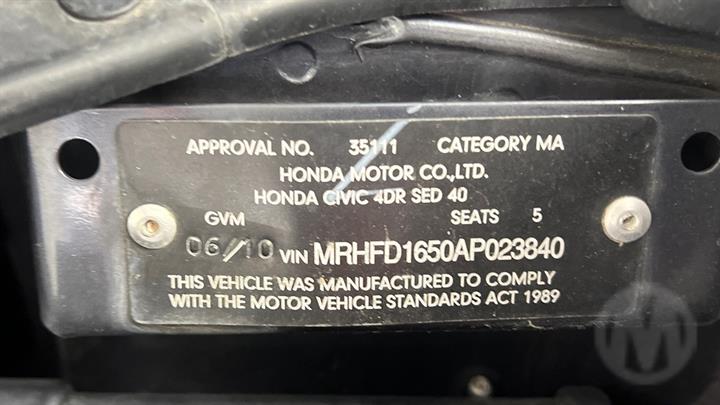 APPROVAL NO. 35111 CATEGORY MA
HONDA MOTOR CO.,LTD.
HONDA CIVIC 4DR SED 40
GVM SEATS 5
06/10 VIN MRHFD1650AP023840
THIS VEHICLE WAS MANUFACTURED TO COMPLY
WITH THE MOTOR VEHICLE STANDARDS ACT 1989
M